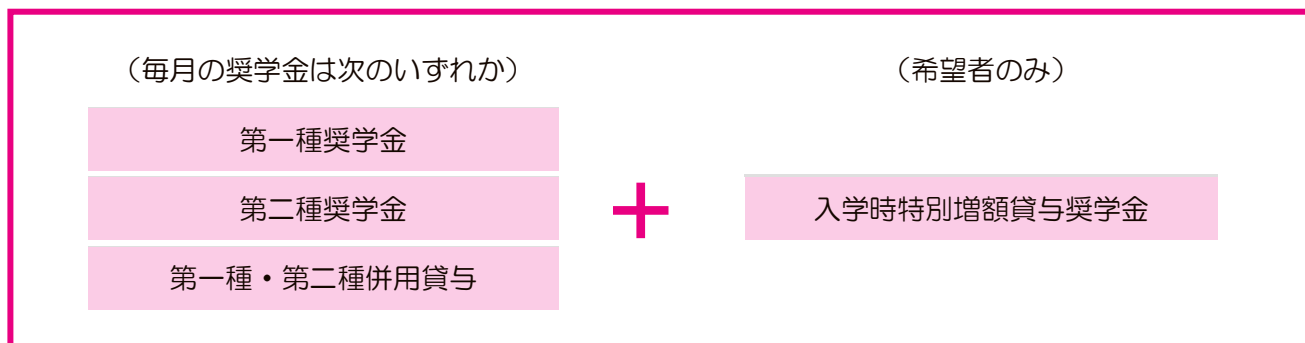 （毎月の奨学金は次のいずれか）
第一種奨学金
第二種奨学金
第一種・第二種併用貸与
＋
（希望者のみ）
入学時特別増額貸与奨学金